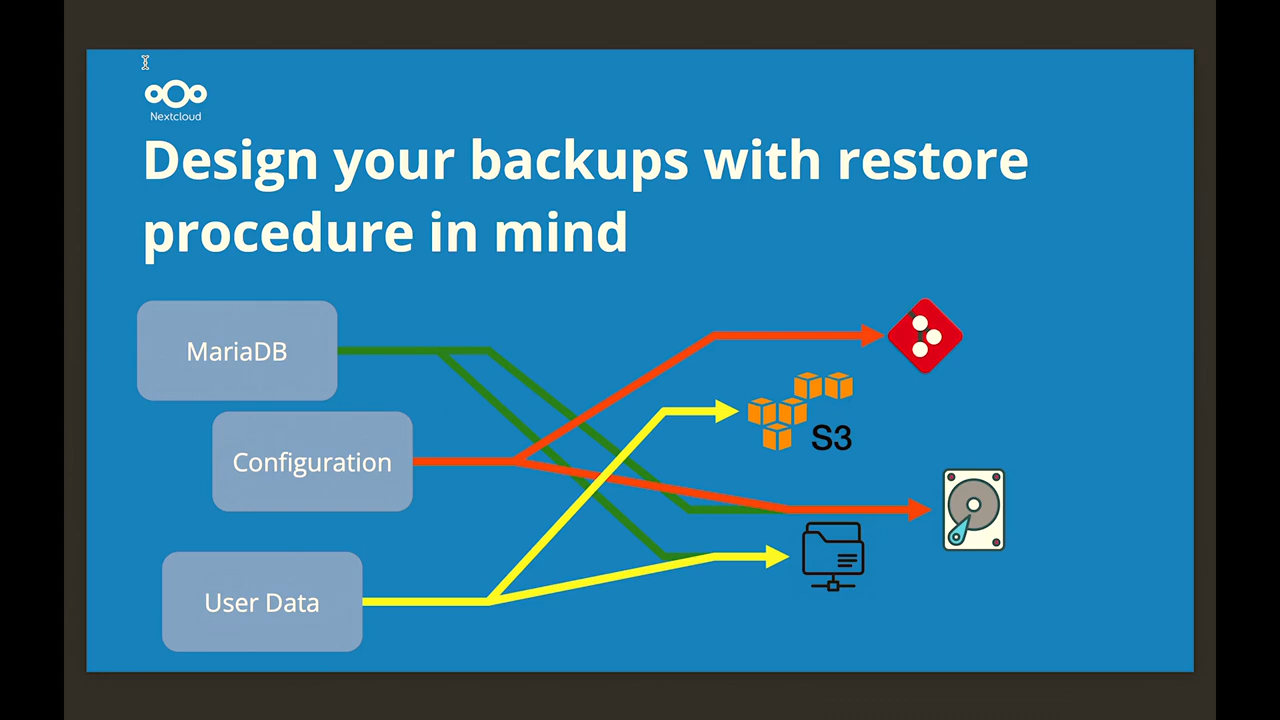 Nextcloud
Design your backups with restore
procedure in mind
MariaDB
Configuration
S3
User Data